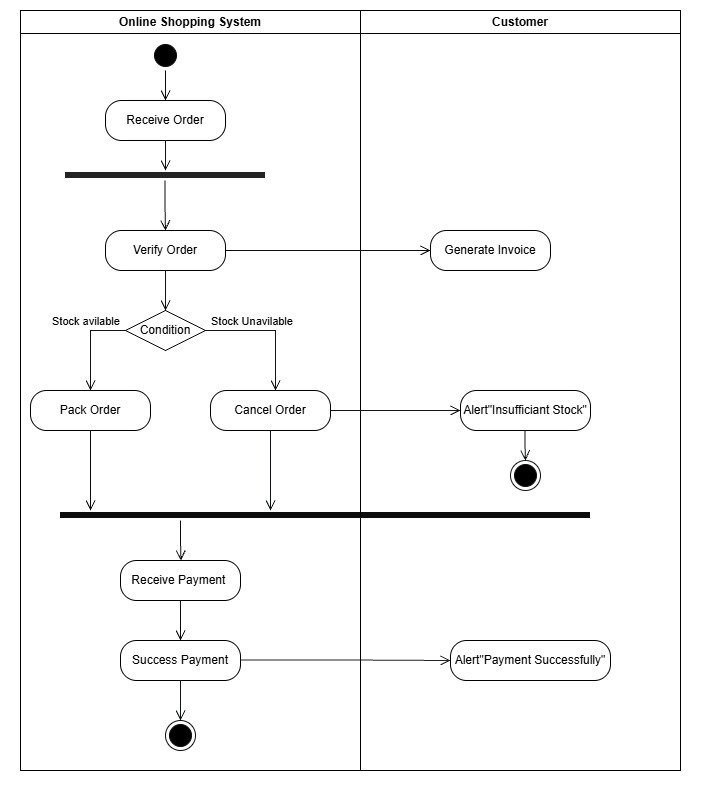 Online Shopping System
Customer
Receive Order
Verify Order
Generate Invoice
Stock avilable
Condition
Stock Unavilable
Pack Order
Cancel Order
Alert"Insufficiant Stock"
Receive Payment
Success Payment
Alert"Payment Successfully"